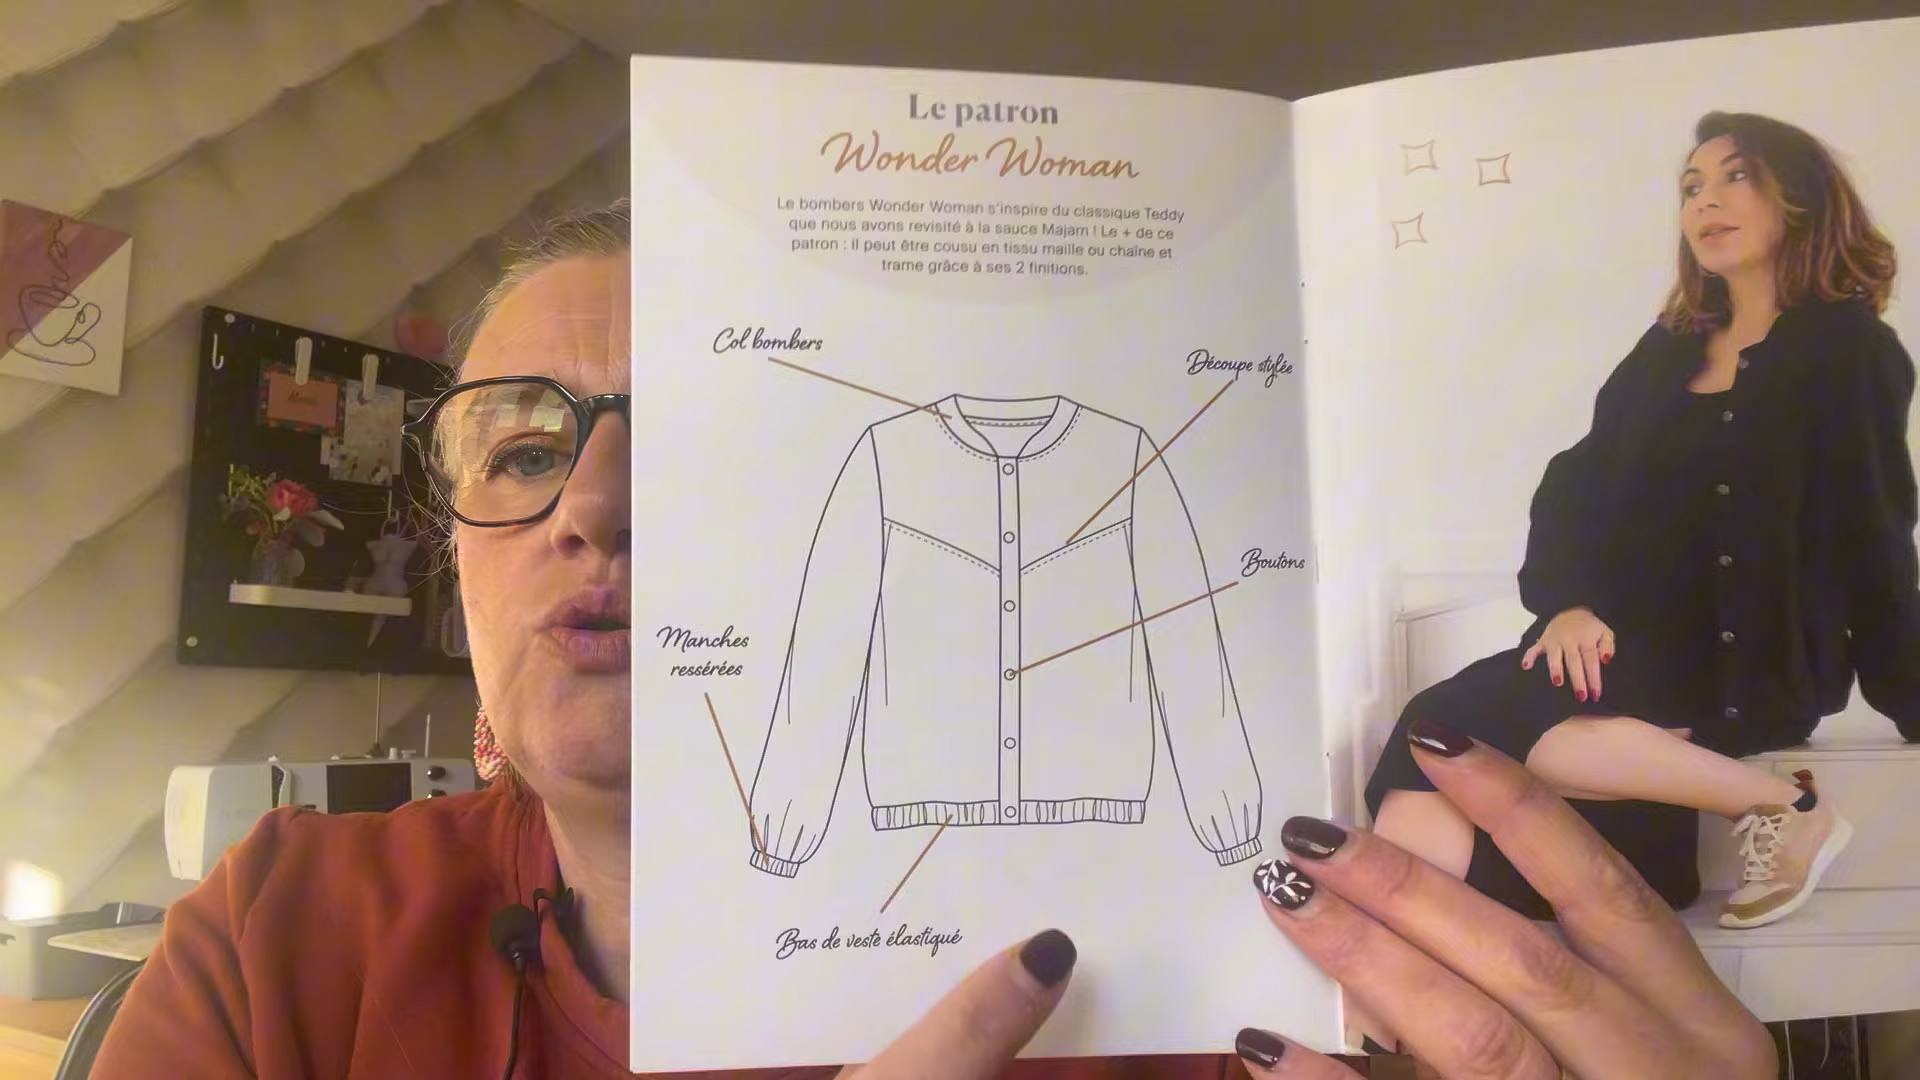 Le patron
Wonder Woman
Le bombers Wonder Woman s'inspire du classique Teddy
que nous avons revisité à la sauce Majam ! Le + de ce
patron : il peut être cousu en tissu maille ou chaîne et
trame grâce à ses 2 finitions.
Col bombers
Découpe stylée
Boutons
Manches
ressérées
Bas de veste élastiqué